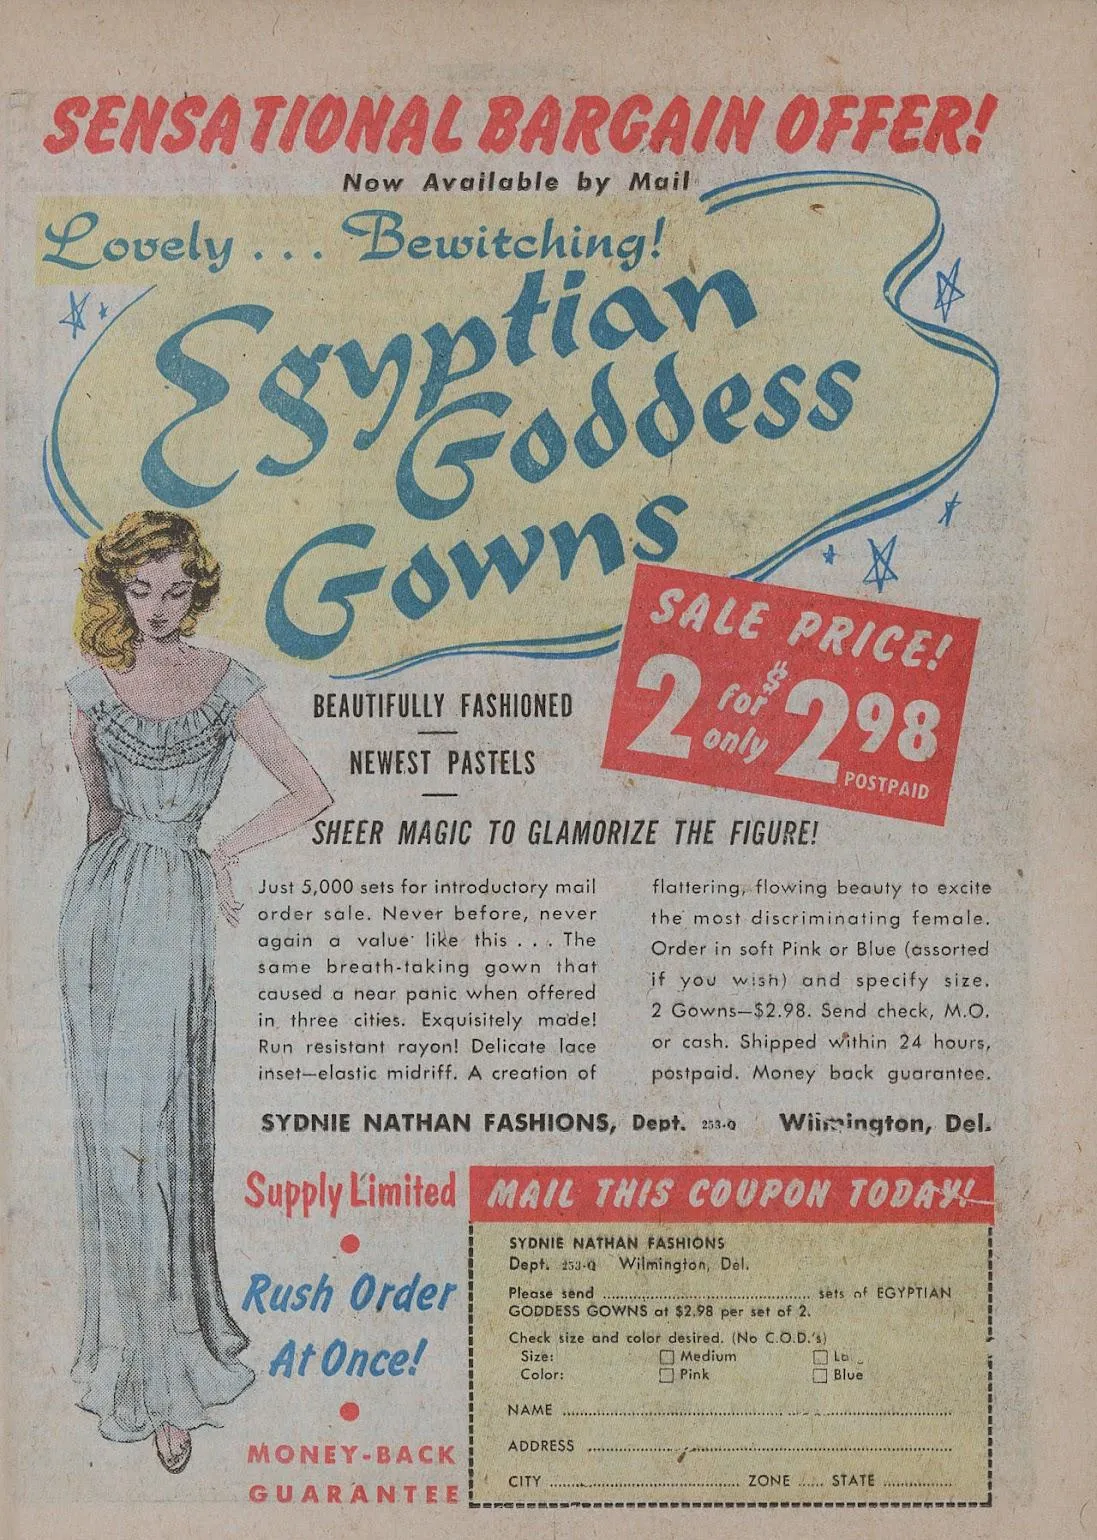 SENSATIONAL BARGAIN OFFER!
Now Available by Mail
Lovely . . . Bewitching!
Egyptian
Goddess
Gowns
SALE PRICE!
2 for only $2.98
POSTPAID
BEAUTIFULLY FASHIONED
NEWEST PASTELS
SHEER MAGIC TO GLAMORIZE THE FIGURE!
Just 5,000 sets for introductory mail
order sale. Never before, never
again a value like this . . . The
same breath-taking gown that
caused a near panic when offered
in three cities. Exquisitely made!
Run resistant rayon! Delicate lace
inset—elastic midriff. A creation of
flattering, flowing beauty to excite
the most discriminating female.
Order in soft Pink or Blue (assorted
if you wish) and specify size.
2 Gowns—$2.98. Send check, M.O.
or cash. Shipped within 24 hours,
postpaid. Money back guarantee.
SYDNIE NATHAN FASHIONS, Dept. 253-Q Wilmington, Del.
Supply Limited
Rush Order
At Once!
MONEY-BACK
GUARANTEE
MAIL THIS COUPON TODAY!
SYDNIE NATHAN FASHIONS
Dept. 253-Q Wilmington, Del.
Please send ........................ sets of EGYPTIAN
GODDESS GOWNS at $2.98 per set of 2.
Check size and color desired. (No C.O.D.'s)
Size: Medium
Color: Pink Blue
NAME
ADDRESS
CITY ........................ ZONE ...... STATE ................